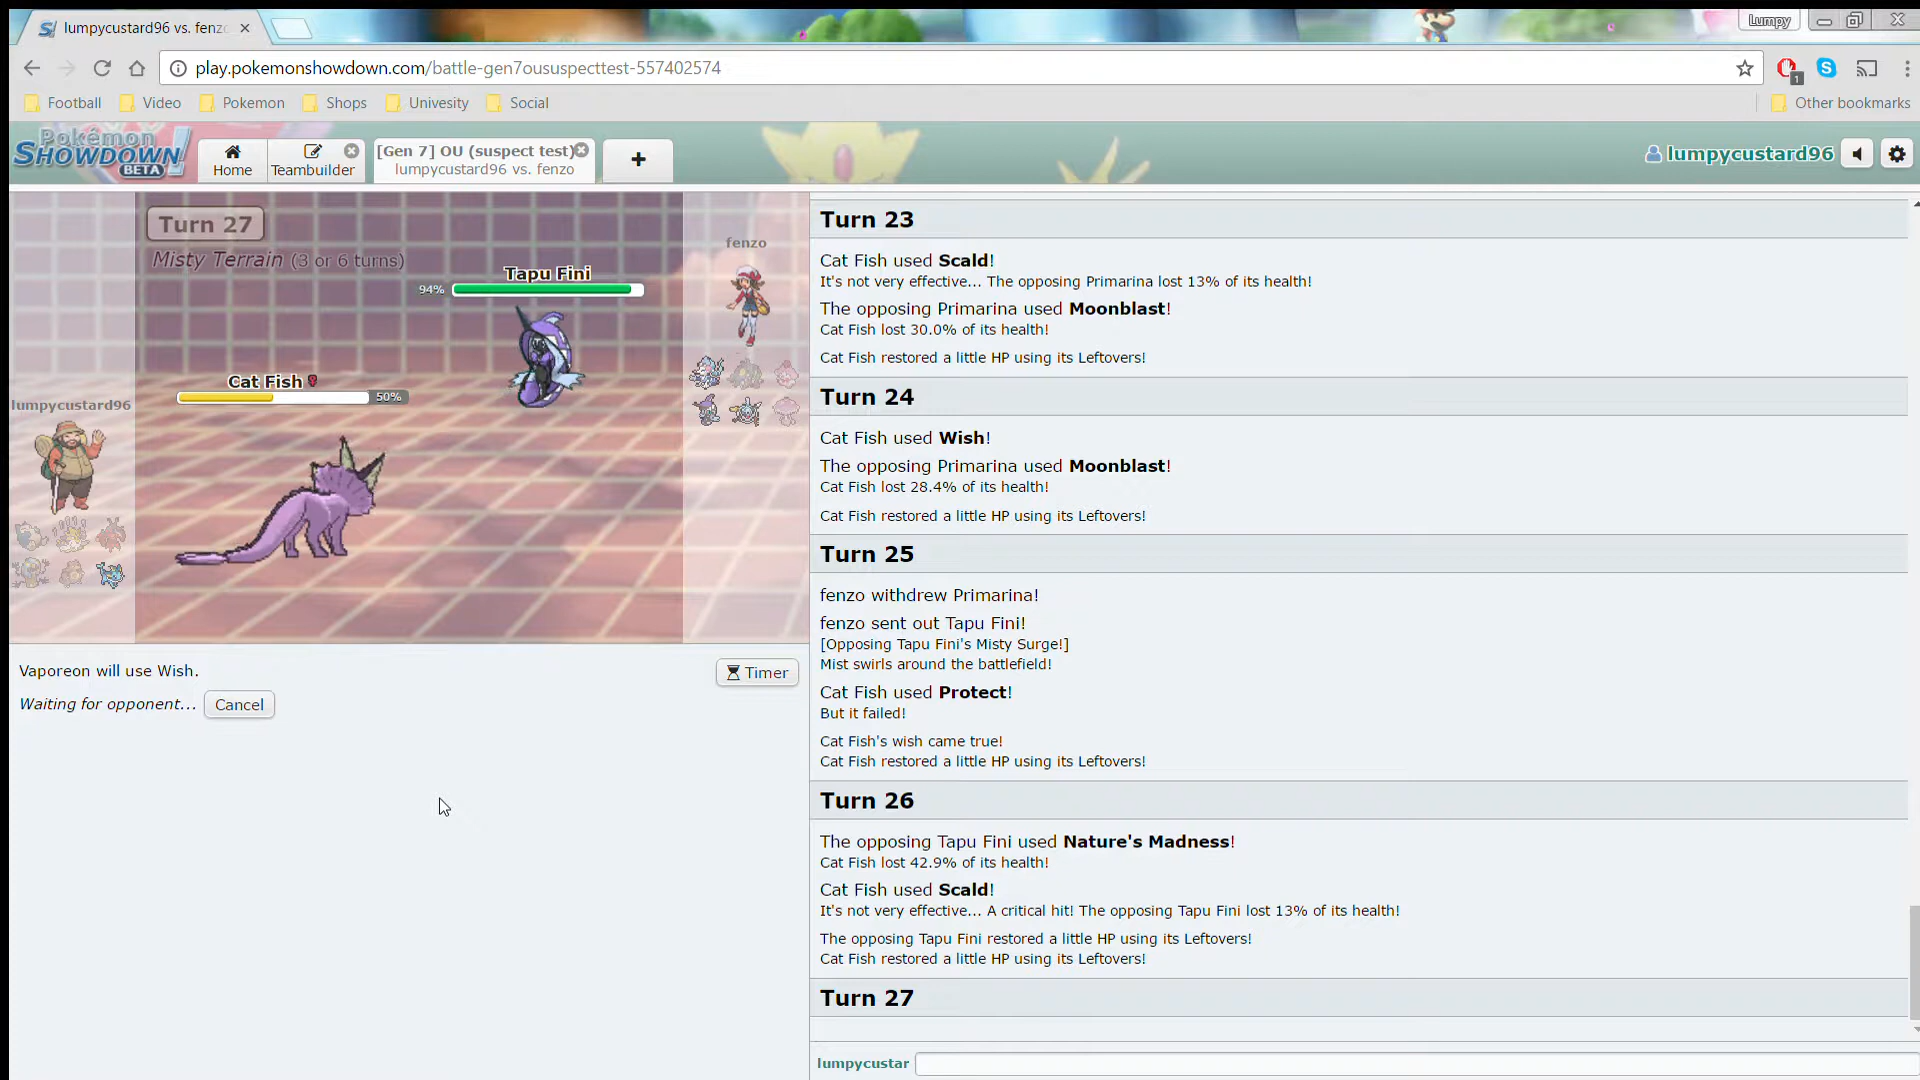 lumpycustard96 vs. fenz
Lumpy
play.pokemonshowdown.com/battle-gen7oususpecttest-557402574
1
Football
Video
Pokemon
Shops
Univesity
Social
Other bookmarks
Pokémon
SHOWDOWN!
BETA
Home
Teambuilder
[Gen 7] OU (suspect test)
lumpycustard96 vs. fenzo
+
lumpycustard96
Turn 27
Misty Terrain (3 or 6 turns)
Tapu Fini
94%
Cat Fish
50%
lumpycustard96
fenzo
Vaporeon will use Wish.
Timer
Waiting for opponent...
Cancel
Turn 23
Cat Fish used Scald!
It's not very effective... The opposing Primarina lost 13% of its health!
The opposing Primarina used Moonblast!
Cat Fish lost 30.0% of its health!
Cat Fish restored a little HP using its Leftovers!
Turn 24
Cat Fish used Wish!
The opposing Primarina used Moonblast!
Cat Fish lost 28.4% of its health!
Cat Fish restored a little HP using its Leftovers!
Turn 25
fenzo withdrew Primarina!
fenzo sent out Tapu Fini!
[Opposing Tapu Fini's Misty Surge!]
Mist swirls around the battlefield!
Cat Fish used Protect!
But it failed!
Cat Fish's wish came true!
Cat Fish restored a little HP using its Leftovers!
Turn 26
The opposing Tapu Fini used Nature's Madness!
Cat Fish lost 42.9% of its health!
Cat Fish used Scald!
It's not very effective... A critical hit! The opposing Tapu Fini lost 13% of its health!
The opposing Tapu Fini restored a little HP using its Leftovers!
Cat Fish restored a little HP using its Leftovers!
Turn 27
lumpycustar